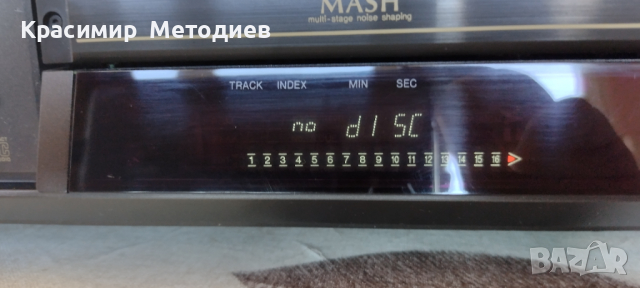 Красимир Методиев
MASH
multi-stage noise shaping
TRACK INDEX MIN SEC
no dISC
1 2 3 4 5 6 7 8 9 10 11 12 13 14 15 16
BAZAR